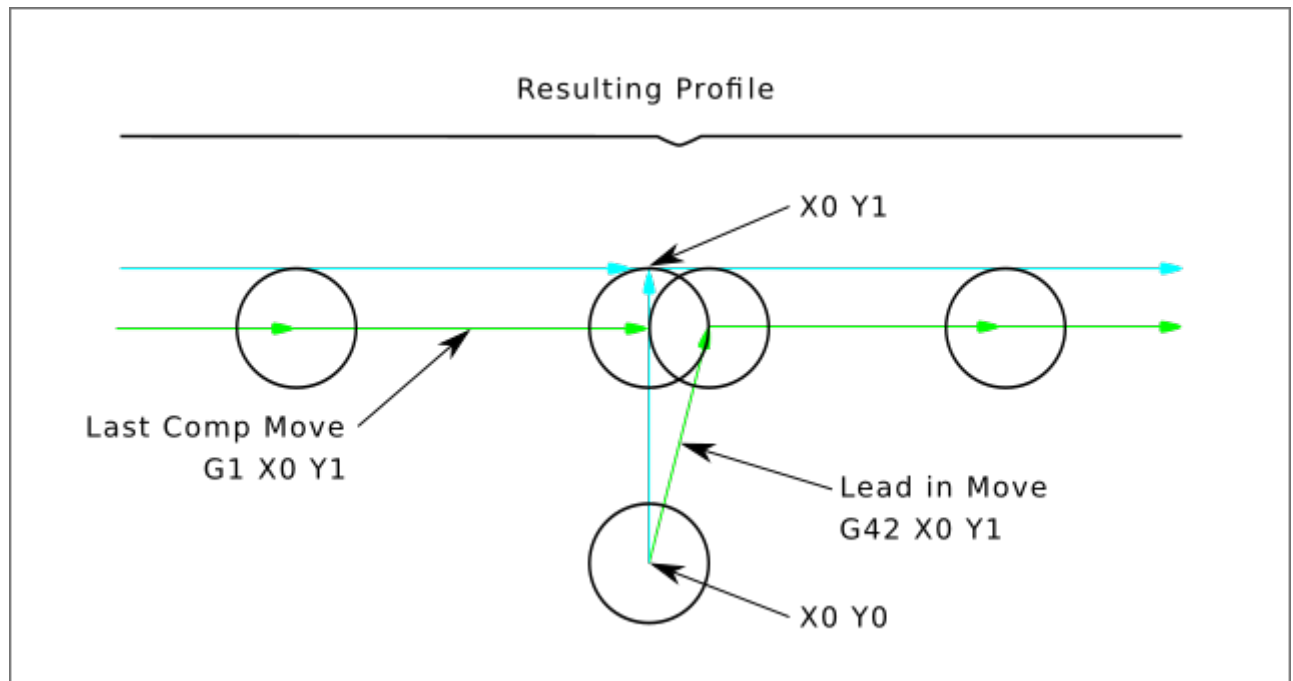 Resulting Profile
X0 Y1
Last Comp Move
G1 X0 Y1
Lead in Move
G42 X0 Y1
X0 Y0